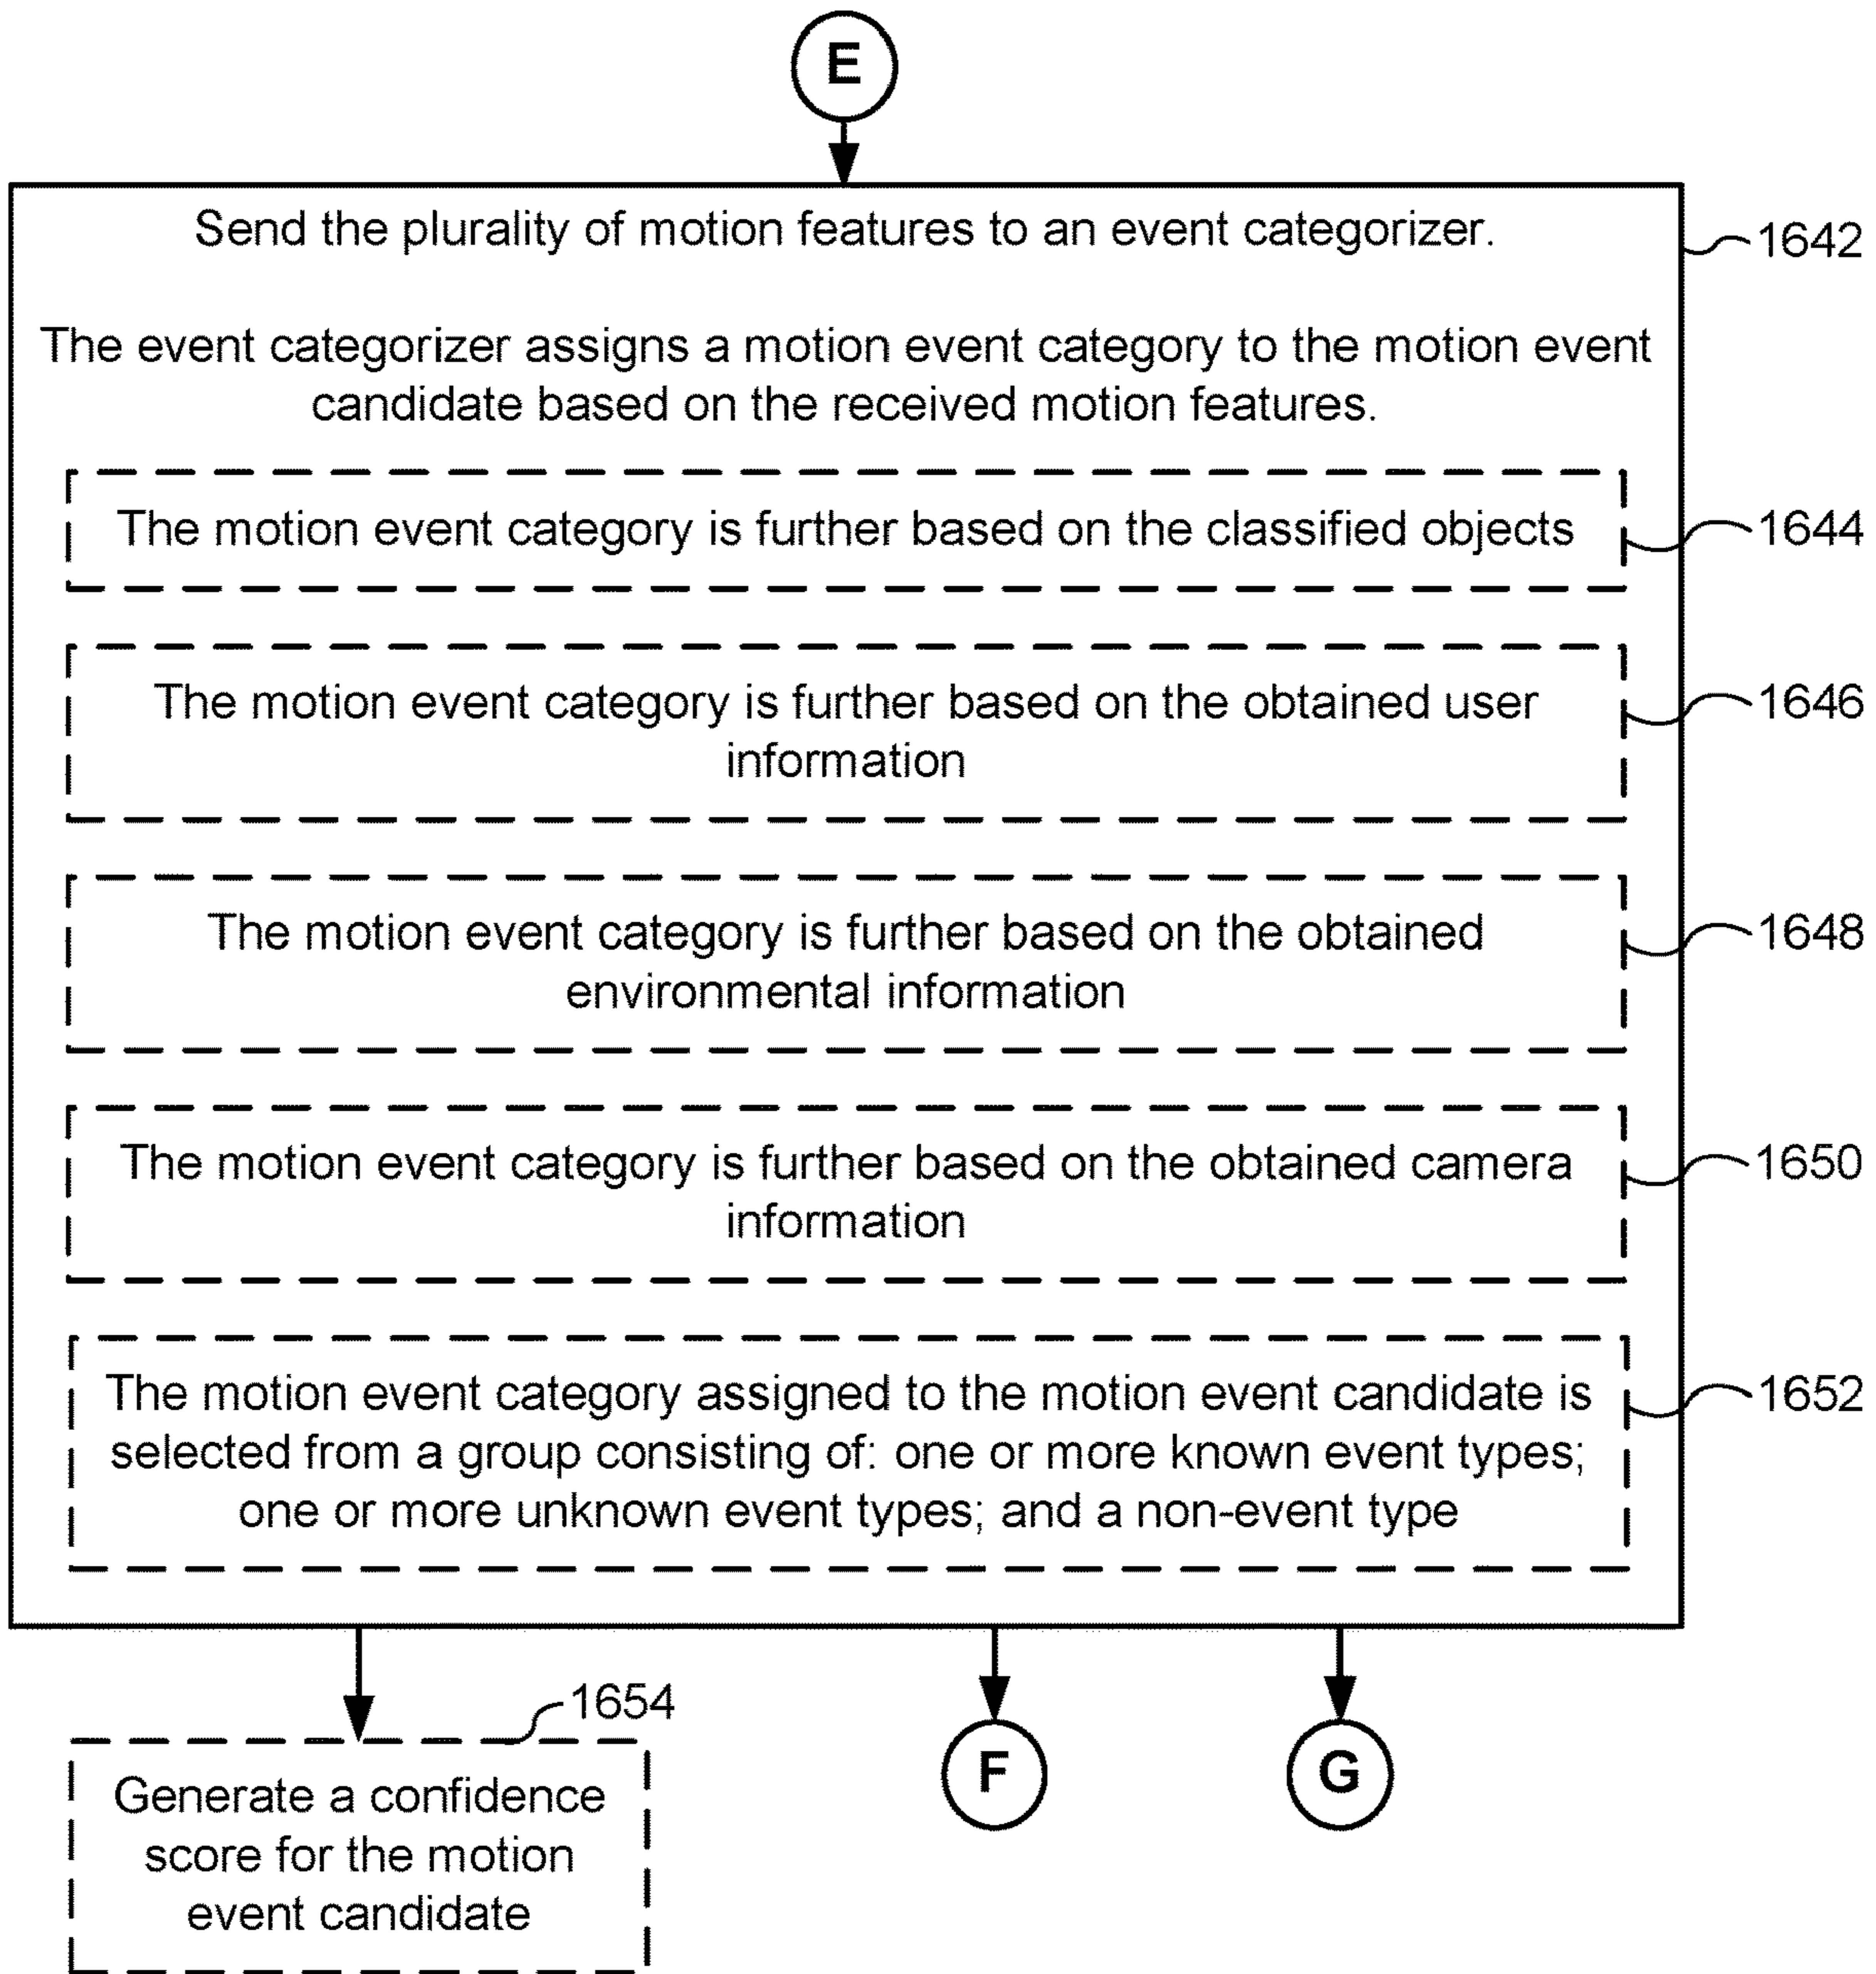 E
Send the plurality of motion features to an event categorizer.
1642
The event categorizer assigns a motion event category to the motion event
candidate based on the received motion features.
The motion event category is further based on the classified objects
1644
The motion event category is further based on the obtained user
information
1646
The motion event category is further based on the obtained
environmental information
1648
The motion event category is further based on the obtained camera
information
1650
The motion event category assigned to the motion event candidate is
selected from a group consisting of: one or more known event types;
one or more unknown event types; and a non-event type
1652
1654
Generate a confidence
score for the motion
event candidate
F
G